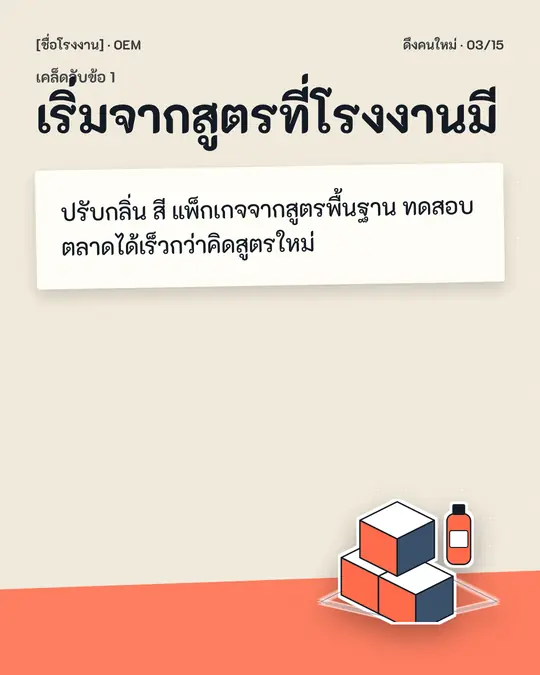 [ชื่อโรงงาน] · OEM
ดึงคนใหม่ · 03/15
เคล็ดลับข้อ 1
เริ่มจากสูตรที่โรงงานมี
ปรับกลิ่น สี แพ็กเกจจากสูตรพื้นฐาน ทดสอบ
ตลาดได้เร็วกว่าคิดสูตรใหม่